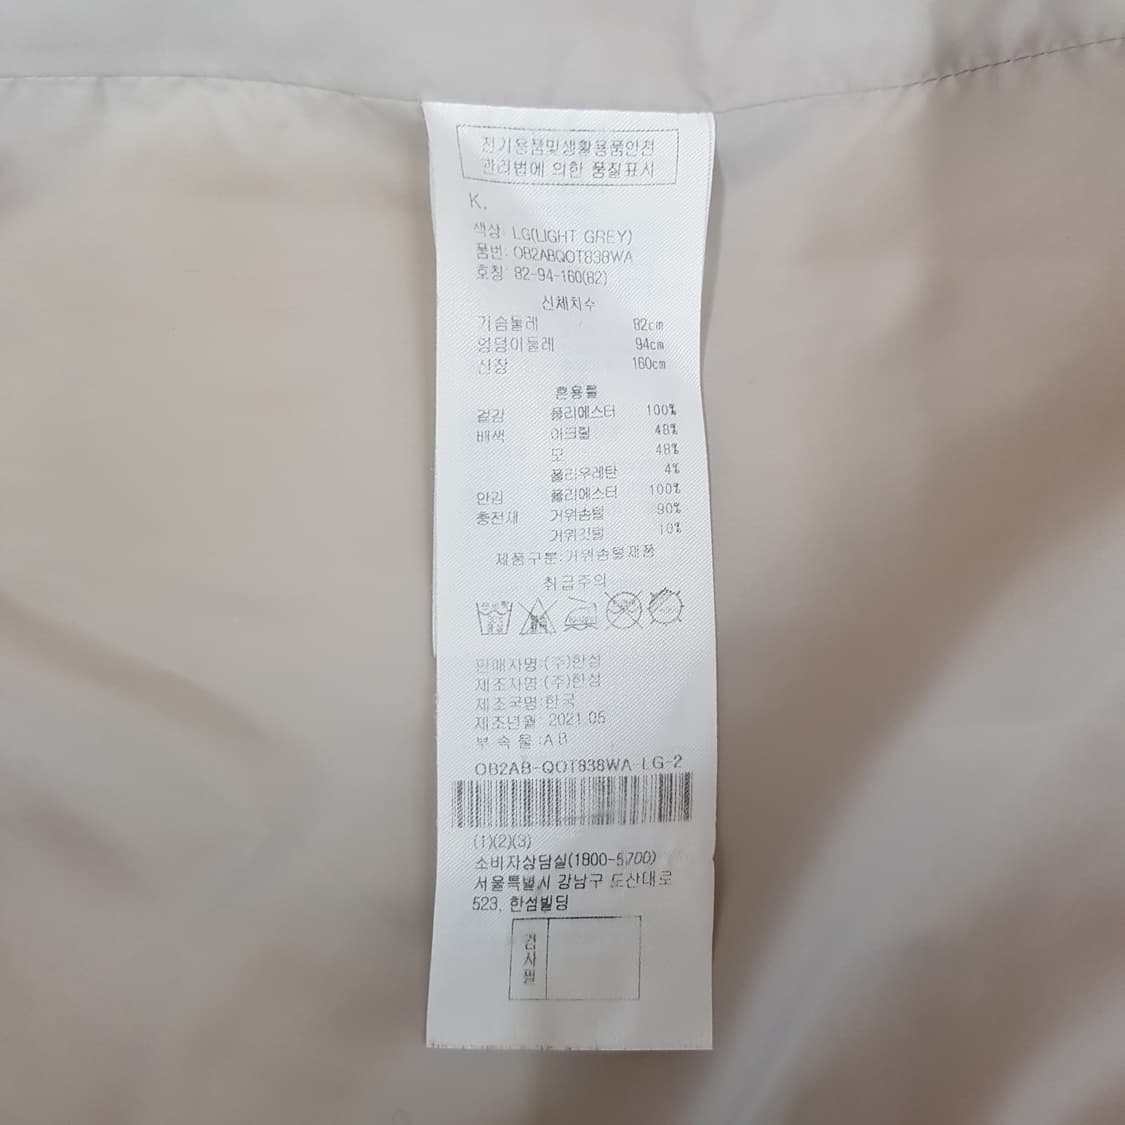 전기용품및생활용품안전
관리법에 의한 품질표시
K.
색상: LG(LIGHT GREY)
품번: OB2ABQOT838WA
호칭 82-94-160(82)
신체치수
가슴둘레 82cm
엉덩이둘레 94cm
신장 160cm
혼용률
겉감 폴리에스터 100%
배색 아크릴 48%
모 48%
폴리우레탄 4%
안감 폴리에스터 100%
충전재 거위솜털 90%
거위깃털 10%
제품구분:거위솜털제품
취급주의
판매자명:(주)한섬
제조자명:(주)한섬
제조국명:한국
제조년월 2021.05
부 속 물 :A B
OB2AB-QOT838WA-LG-2
(1)(2)(3)
소비자상담실(1800-5700)
서울특별시 강남구 도산대로
523, 한섬빌딩
검사필